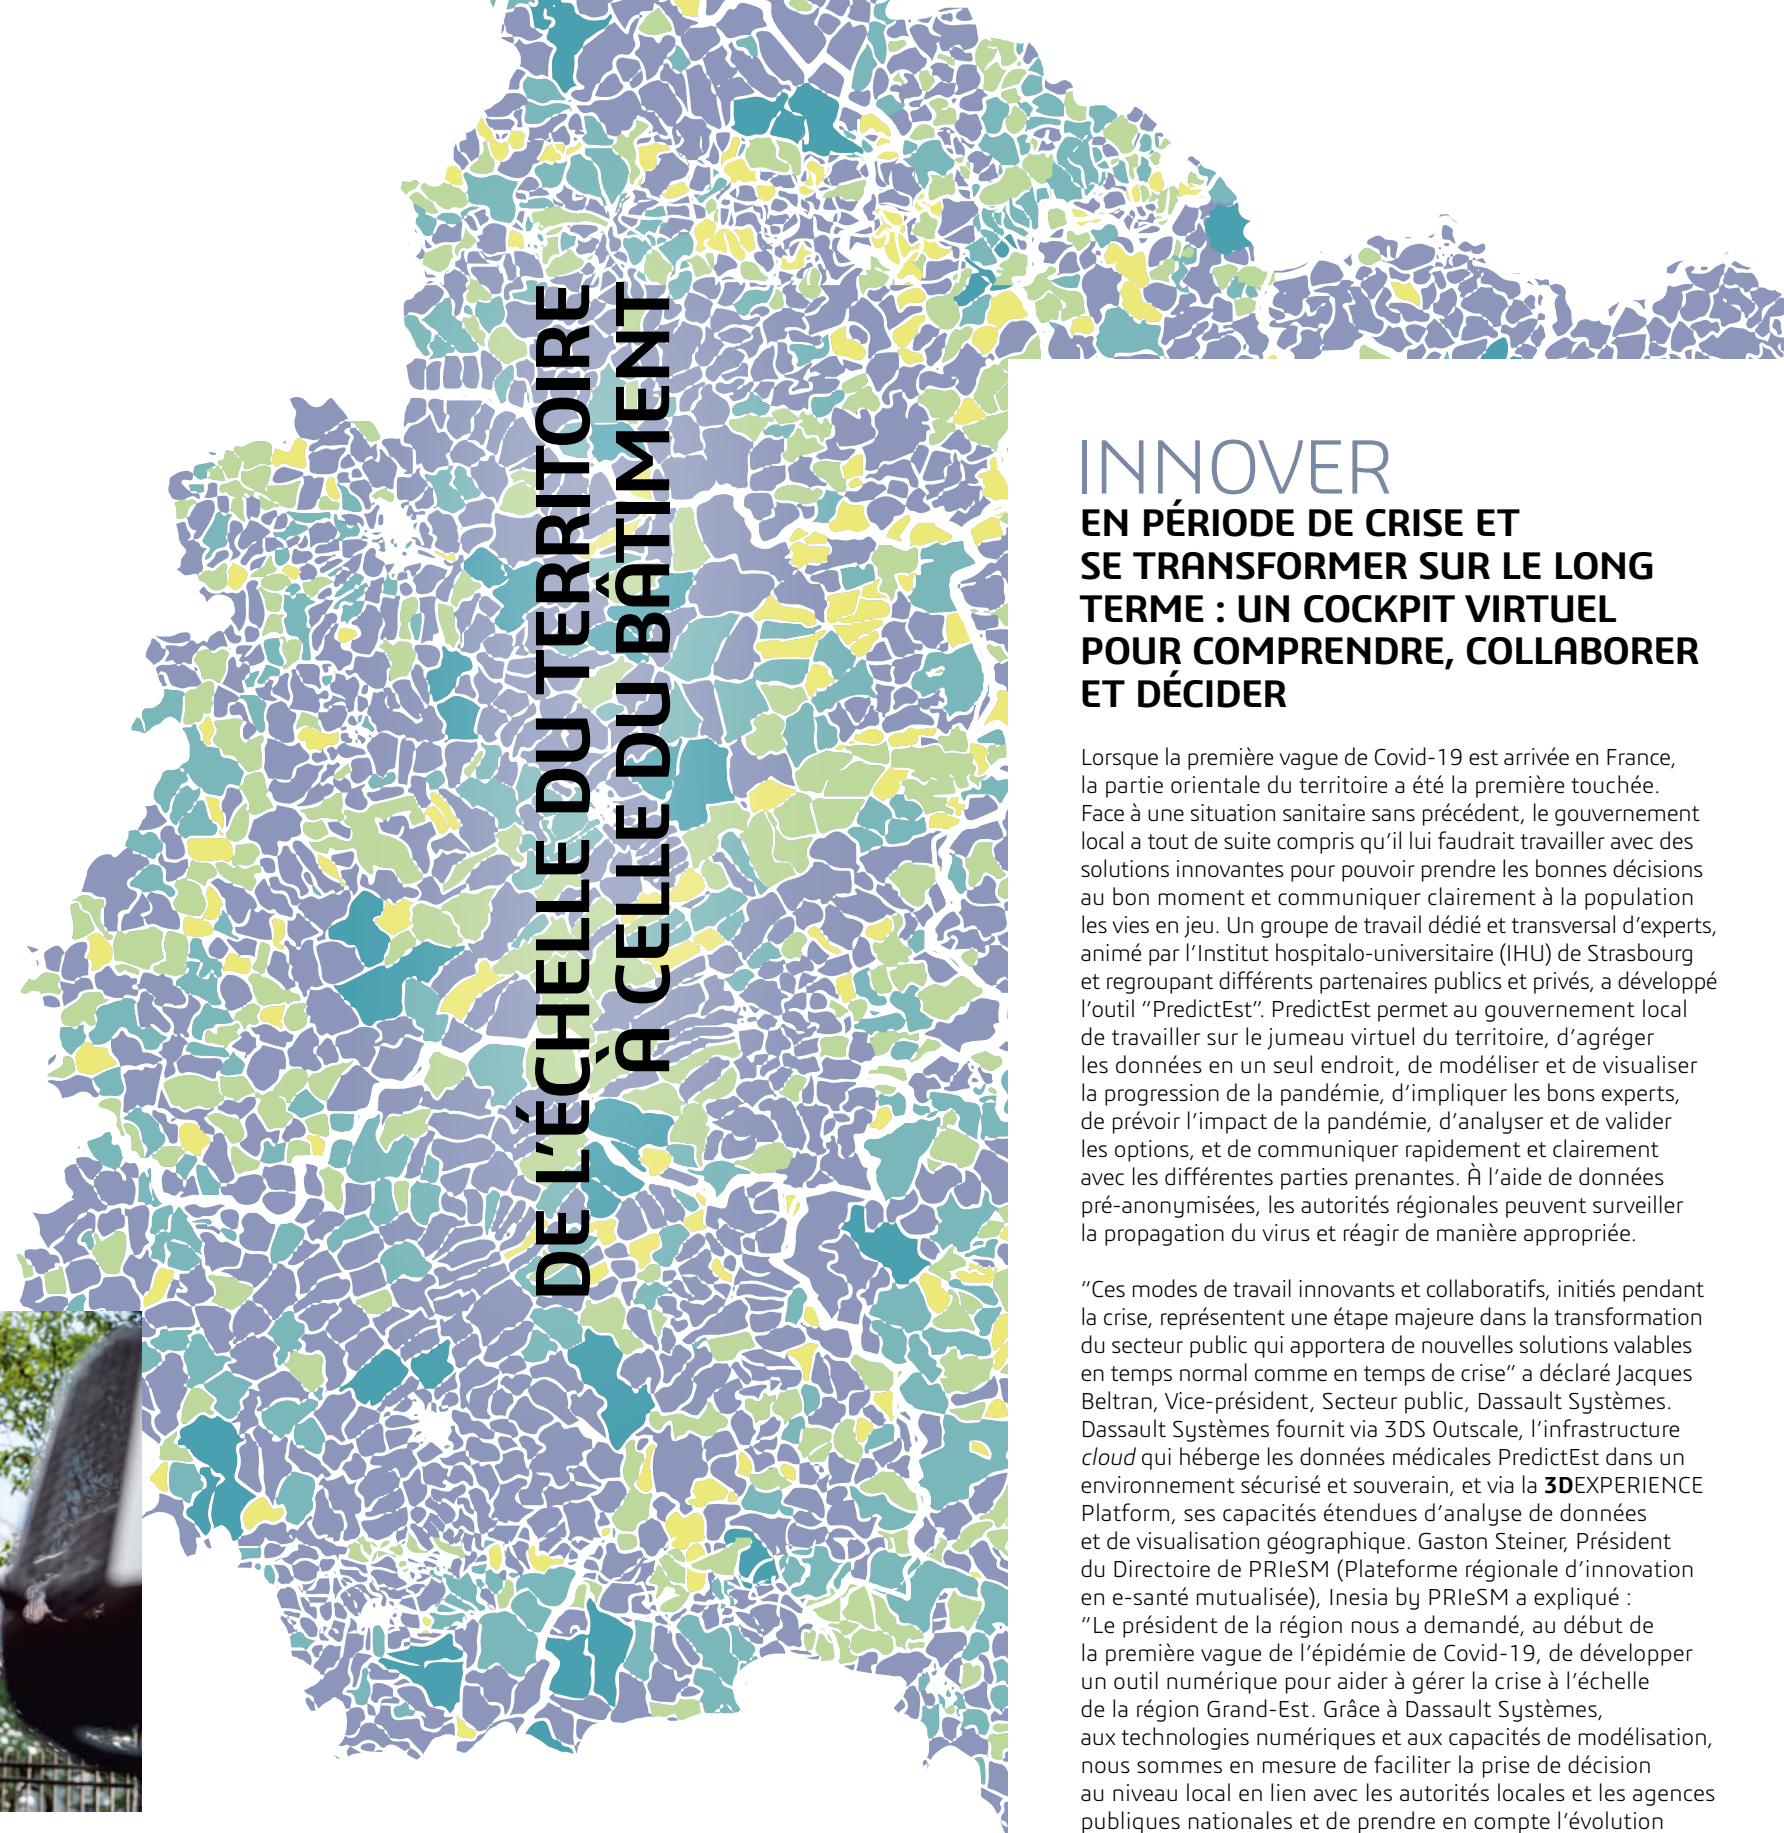 DE L'ÉCHELLE DU TERRITOIRE
À CELLE DU BÂTIMENT
INNOVER
EN PÉRIODE DE CRISE ET
SE TRANSFORMER SUR LE LONG
TERME : UN COCKPIT VIRTUEL
POUR COMPRENDRE, COLLABORER
ET DÉCIDER
Lorsque la première vague de Covid-19 est arrivée en France,
la partie orientale du territoire a été la première touchée.
Face à une situation sanitaire sans précédent, le gouvernement
local a tout de suite compris qu'il lui faudrait travailler avec des
solutions innovantes pour pouvoir prendre les bonnes décisions
au bon moment et communiquer clairement à la population
les vies en jeu. Un groupe de travail dédié et transversal d'experts,
animé par l'Institut hospitalo-universitaire (IHU) de Strasbourg
et regroupant différents partenaires publics et privés, a développé
l'outil "PredictEst". PredictEst permet au gouvernement local
de travailler sur le jumeau virtuel du territoire, d'agréger
les données en un seul endroit, de modéliser et de visualiser
la progression de la pandémie, d'impliquer les bons experts,
de prévoir l'impact de la pandémie, d'analyser et de valider
les options, et de communiquer rapidement et clairement
avec les différentes parties prenantes. À l'aide de données
pré-anonymisées, les autorités régionales peuvent surveiller
la propagation du virus et réagir de manière appropriée.
"Ces modes de travail innovants et collaboratifs, initiés pendant
la crise, représentent une étape majeure dans la transformation
du secteur public qui apportera de nouvelles solutions valables
en temps normal comme en temps de crise" a déclaré Jacques
Beltran, Vice-président, Secteur public, Dassault Systèmes.
Dassault Systèmes fournit via 3DS Outscale, l'infrastructure
cloud qui héberge les données médicales PredictEst dans un
environnement sécurisé et souverain, et via la 3DEXPERIENCE
Platform, ses capacités étendues d'analyse de données
et de visualisation géographique. Gaston Steiner, Président
du Directoire de PRIeSM (Plateforme régionale d'innovation
en e-santé mutualisée), Inesia by PRIeSM a expliqué :
"Le président de la région nous a demandé, au début de
la première vague de l'épidémie de Covid-19, de développer
un outil numérique pour aider à gérer la crise à l'échelle
de la région Grand-Est. Grâce à Dassault Systèmes,
aux technologies numériques et aux capacités de modélisation,
nous sommes en mesure de faciliter la prise de décision
au niveau local en lien avec les autorités locales et les agences
publiques nationales et de prendre en compte l'évolution